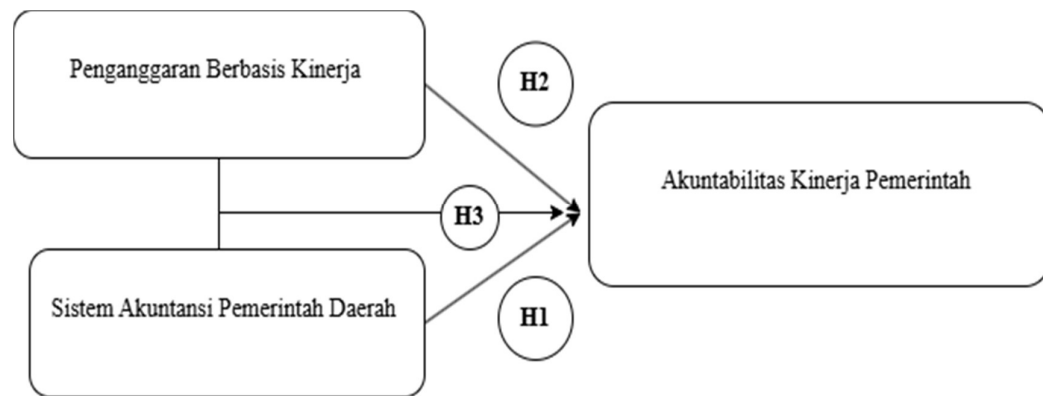 Penganggaran Berbasis Kinerja
H2
Akuntabilitas Kinerja Pemerintah
H3
Sistem Akuntansi Pemerintah Daerah
H1